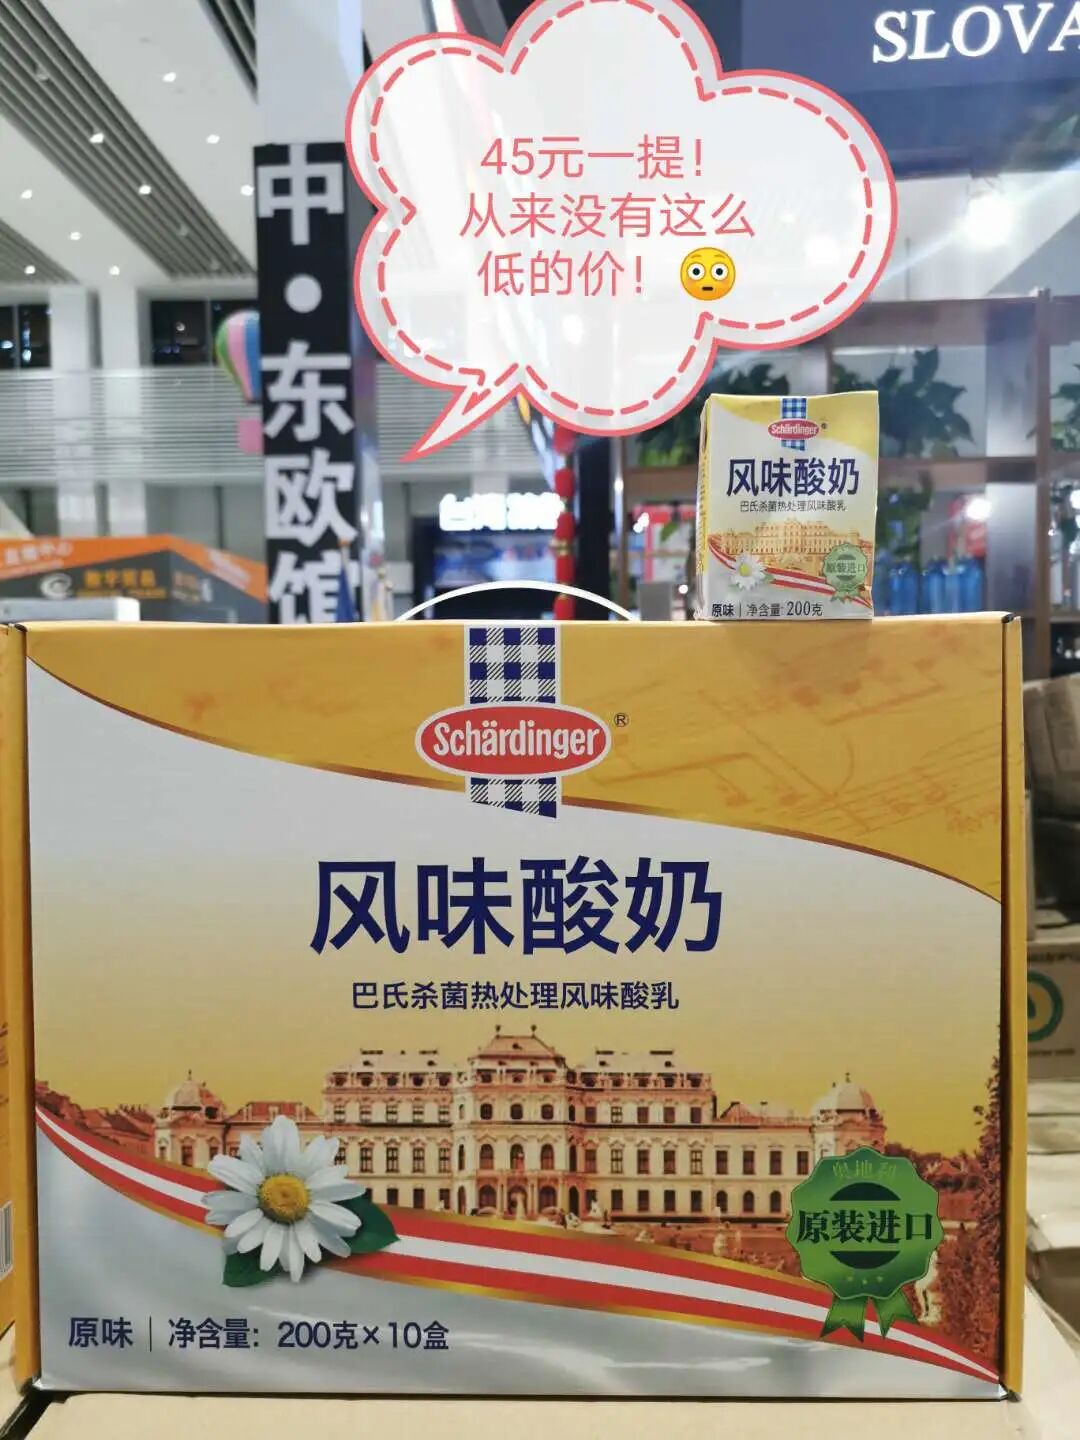 SLOVA
45元一提！
从来没有这么
低的价！
中·东欧馆
Schärdinger
风味酸奶
巴氏杀菌热处理风味酸乳
原装进口
原味 | 净含量: 200克
Schärdinger®
风味酸奶
巴氏杀菌热处理风味酸乳
奥地利
原装进口
原味 | 净含量: 200克×10盒